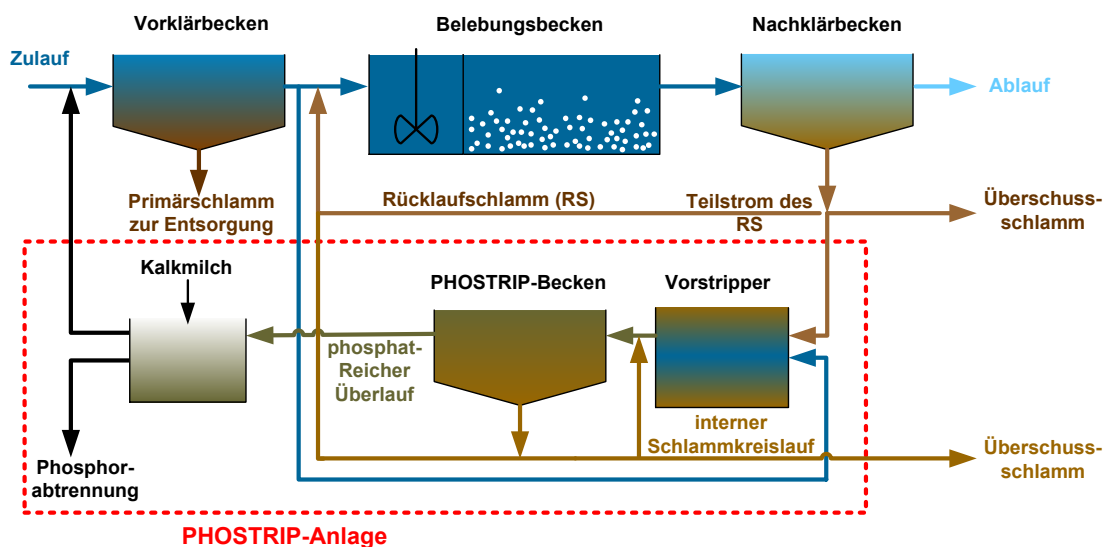 Vorklärbecken
Belebungsbecken
Nachklärbecken
Zulauf
Ablauf
Primärschlamm
zur Entsorgung
Rücklaufschlamm (RS)
Teilstrom des
RS
Überschuss-
schlamm
Kalkmilch
PHOSTRIP-Becken
Vorstripper
phosphat-
Reicher
Überlauf
interner
Schlammkreislauf
Phosphor-
abtrennung
Überschuss-
schlamm
PHOSTRIP-Anlage